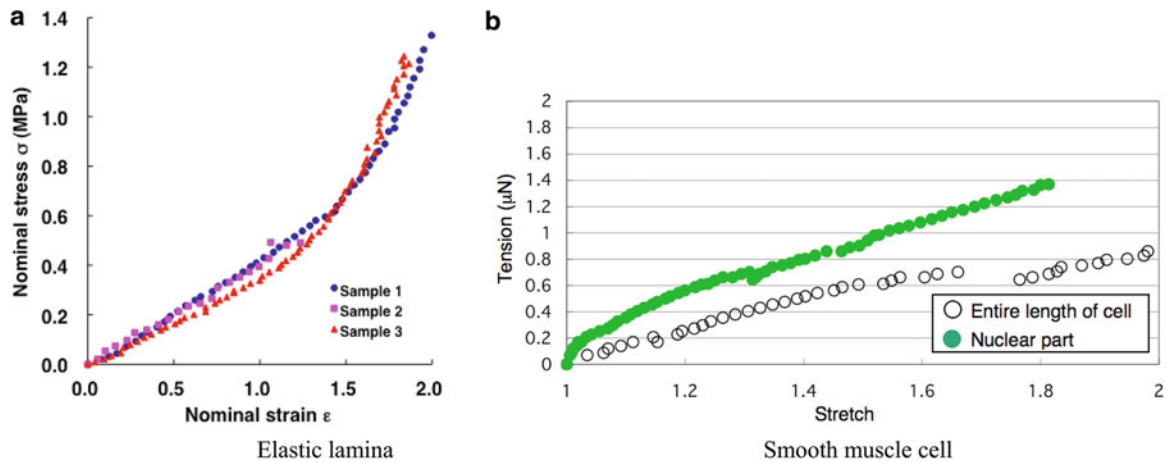 a
Nominal stress σ (MPa)
1.4
1.2
1.0
0.8
0.6
0.4
0.2
0.0
0.0 0.5 1.0 1.5 2.0
Nominal strain ε
Sample 1
Sample 2
Sample 3
Elastic lamina
b
Tension (µN)
2
1.8
1.6
1.4
1.2
1
0.8
0.6
0.4
0.2
0
1 1.2 1.4 1.6 1.8 2
Stretch
Entire length of cell
Nuclear part
Smooth muscle cell